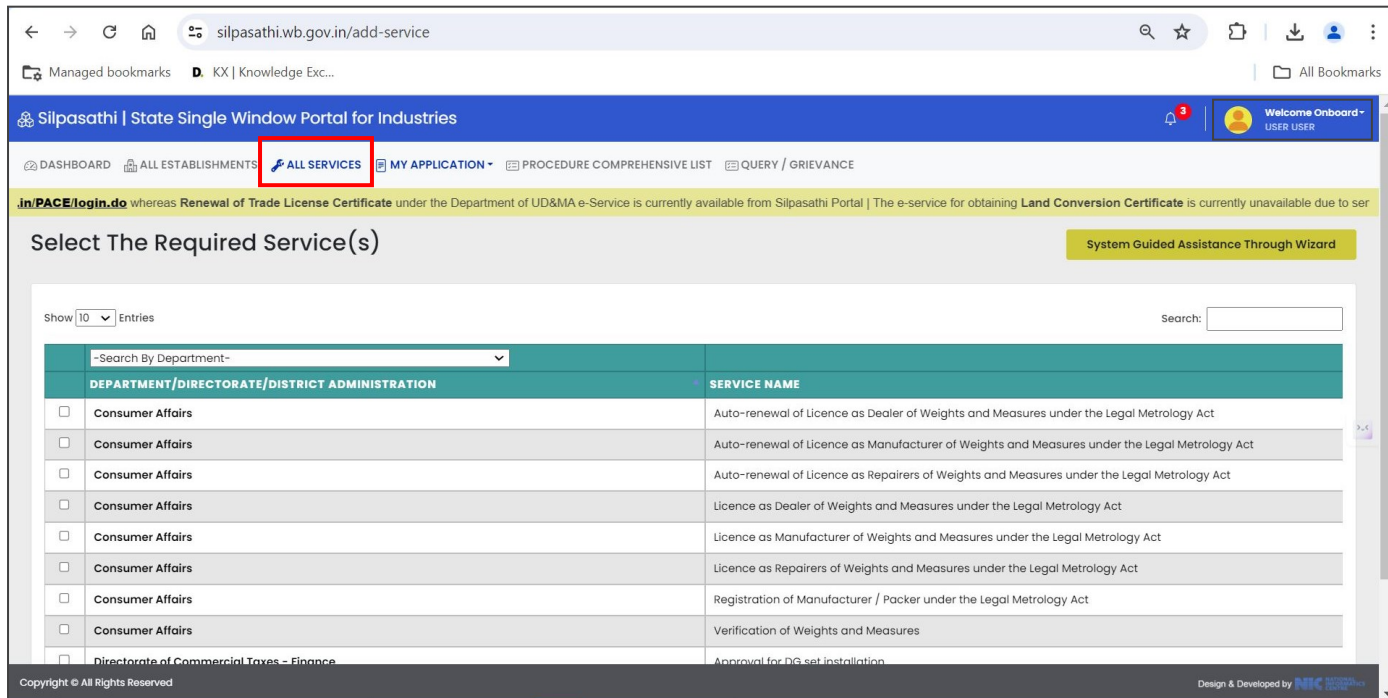 silpasathi.wb.gov.in/add-service
Managed bookmarks D. KX | Knowledge Exc... All Bookmarks
Silpasathi | State Single Window Portal for Industries 3 Welcome Onboard
USER USER
DASHBOARD ALL ESTABLISHMENTS ALL SERVICES MY APPLICATION PROCEDURE COMPREHENSIVE LIST QUERY / GRIEVANCE
.in/PACE/login.do whereas Renewal of Trade License Certificate under the Department of UD&MA e-Service is currently available from Silpasathi Portal | The e-service for obtaining Land Conversion Certificate is currently unavailable due to ser
Select The Required Service(s) System Guided Assistance Through Wizard
Show 10 Entries Search:
-Search By Department-
DEPARTMENT/DIRECTORATE/DISTRICT ADMINISTRATION SERVICE NAME
Consumer Affairs Auto-renewal of Licence as Dealer of Weights and Measures under the Legal Metrology Act
Consumer Affairs Auto-renewal of Licence as Manufacturer of Weights and Measures under the Legal Metrology Act
Consumer Affairs Auto-renewal of Licence as Repairers of Weights and Measures under the Legal Metrology Act
Consumer Affairs Licence as Dealer of Weights and Measures under the Legal Metrology Act
Consumer Affairs Licence as Manufacturer of Weights and Measures under the Legal Metrology Act
Consumer Affairs Licence as Repairers of Weights and Measures under the Legal Metrology Act
Consumer Affairs Registration of Manufacturer / Packer under the Legal Metrology Act
Consumer Affairs Verification of Weights and Measures
Directorate of Commercial Taxes - Finance Approval for DG set installation
Copyright © All Rights Reserved Design & Developed by NIC NATIONAL INFORMATICS CENTRE